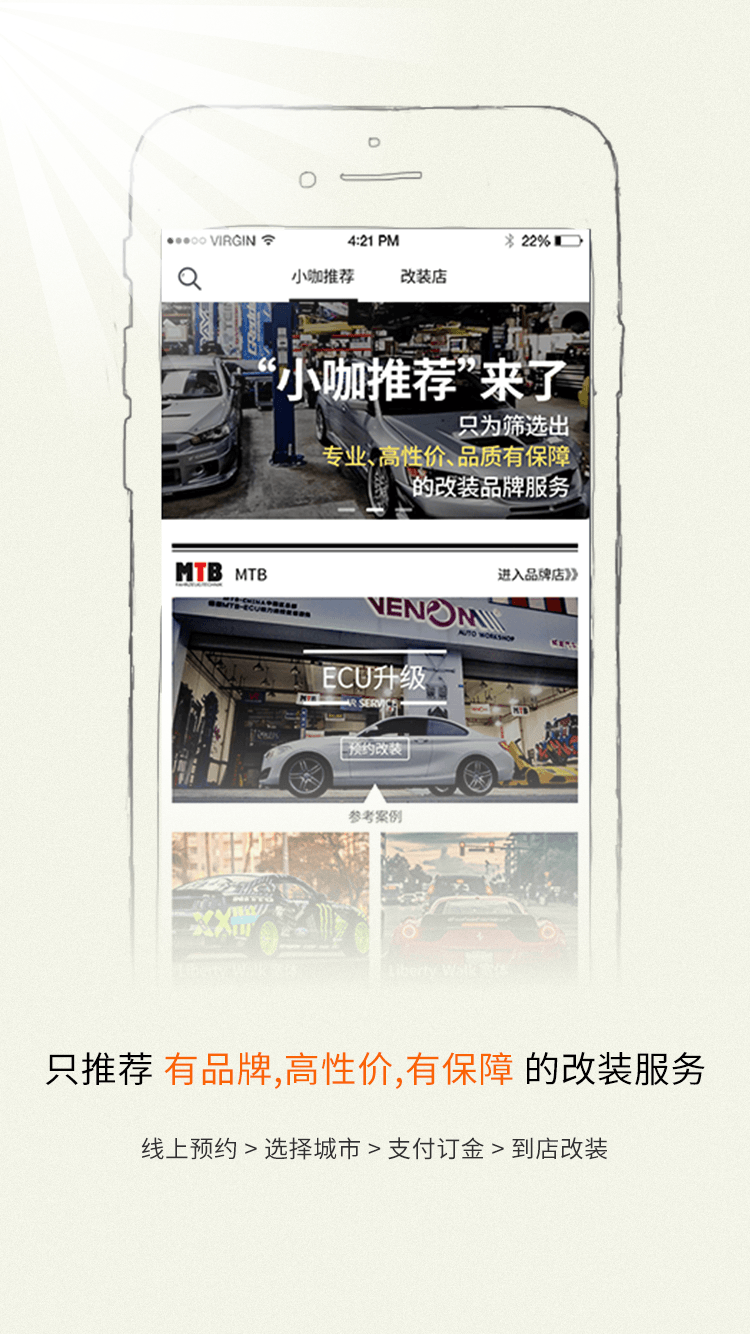 VIRGIN
4:21 PM
22%
小咖推荐
改装店
“小咖推荐”来了
只为筛选出
专业、高性价、品质有保障
的改装品牌服务
MTB
MTB
进入品牌店》
VENOM
AUTO WORKSHOP
ECU升级
CAR SERVICE
预约改装
参考案例
Liberty Walk
Liberty Walk
只推荐 有品牌,高性价,有保障 的改装服务
线上预约 > 选择城市 > 支付订金 > 到店改装